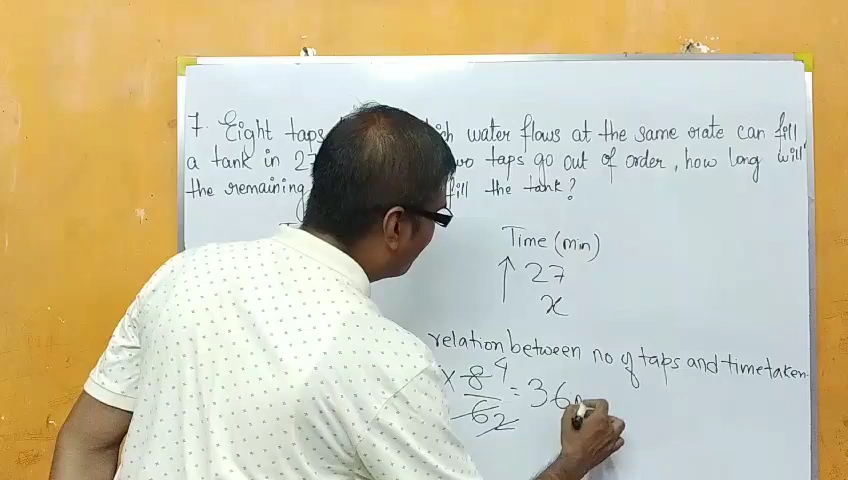 7. Eight taps which water flows at the same rate can fill
a tank in 27 two taps go out of order, how long will
the remaining fill the tank?
Time (min)
27
x
relation between no of taps and time taken
x 8 4 = 36
6 2